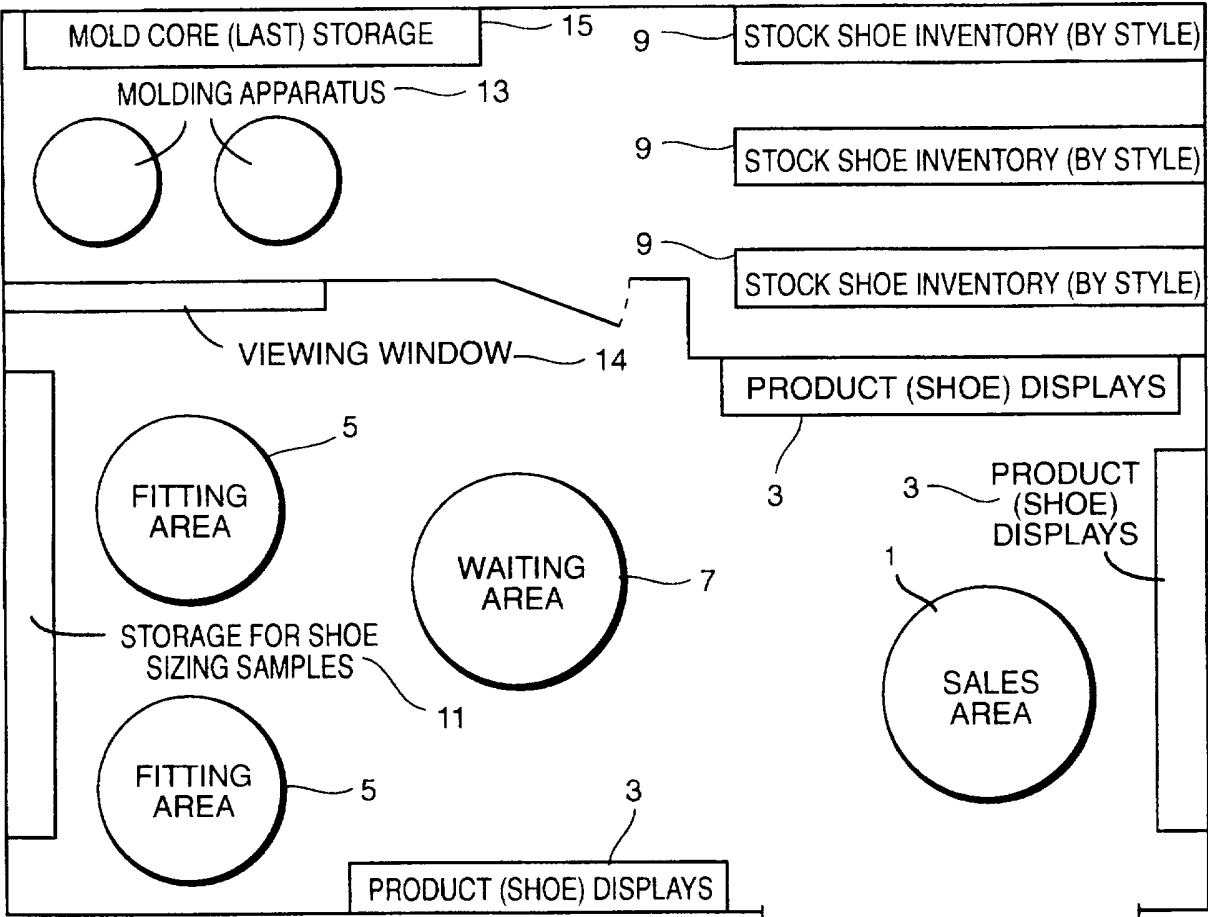 MOLD CORE (LAST) STORAGE 15
9 STOCK SHOE INVENTORY (BY STYLE)
MOLDING APPARATUS 13
9 STOCK SHOE INVENTORY (BY STYLE)
9 STOCK SHOE INVENTORY (BY STYLE)
VIEWING WINDOW 14
PRODUCT (SHOE) DISPLAYS
3
5
FITTING
AREA
3 PRODUCT
(SHOE)
DISPLAYS
WAITING
AREA
7
1
SALES
AREA
STORAGE FOR SHOE
SIZING SAMPLES
11
FITTING
AREA
5
3
PRODUCT (SHOE) DISPLAYS